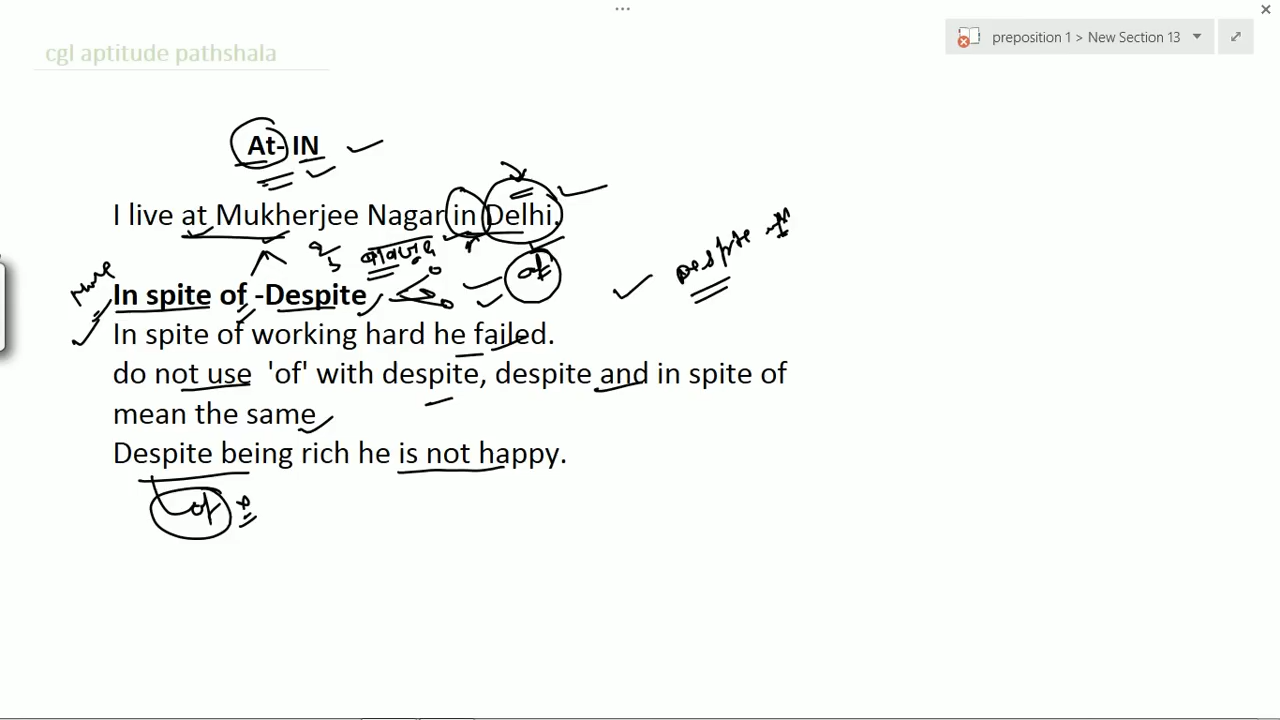 cgl aptitude pathshala
preposition 1 > New Section 13
At- IN
I live at Mukherjee Nagar in Delhi.
Despite
of
In spite of -Despite
In spite of working hard he failed.
do not use 'of' with despite, despite and in spite of
mean the same
Despite being rich he is not happy.
of